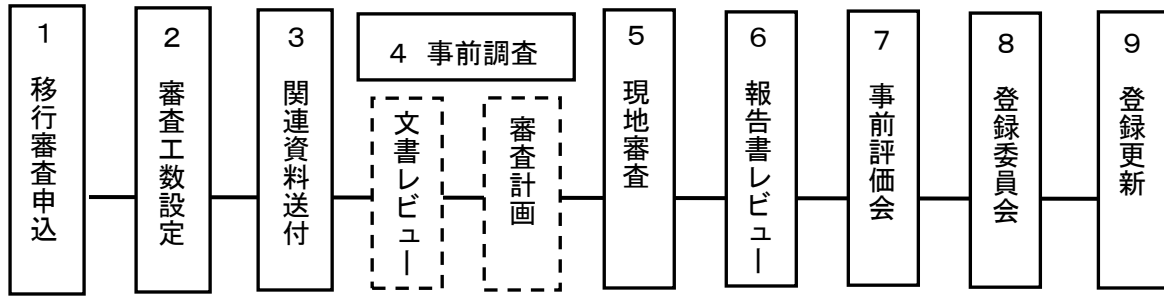 1 移行審査申込
2 審査工数設定
3 関連資料送付
4 事前調査
文書レビュー
審査計画
5 現地審査
6 報告書レビュー
7 事前評価会
8 登録委員会
9 登録更新